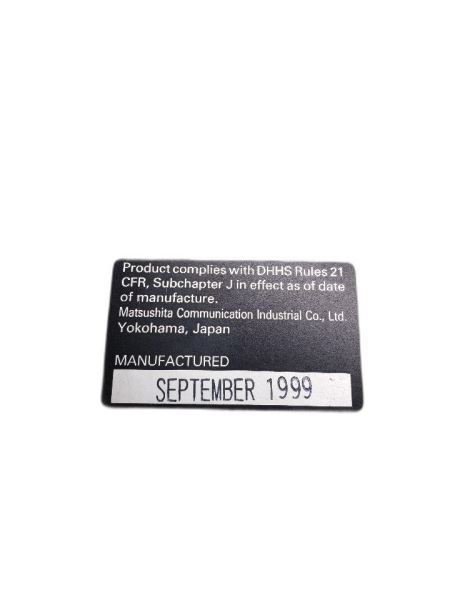 Product complies with DHHS Rules 21
CFR, Subchapter J in effect as of date
of manufacture.
Matsushita Communication Industrial Co., Ltd.
Yokohama, Japan
MANUFACTURED
SEPTEMBER 1999